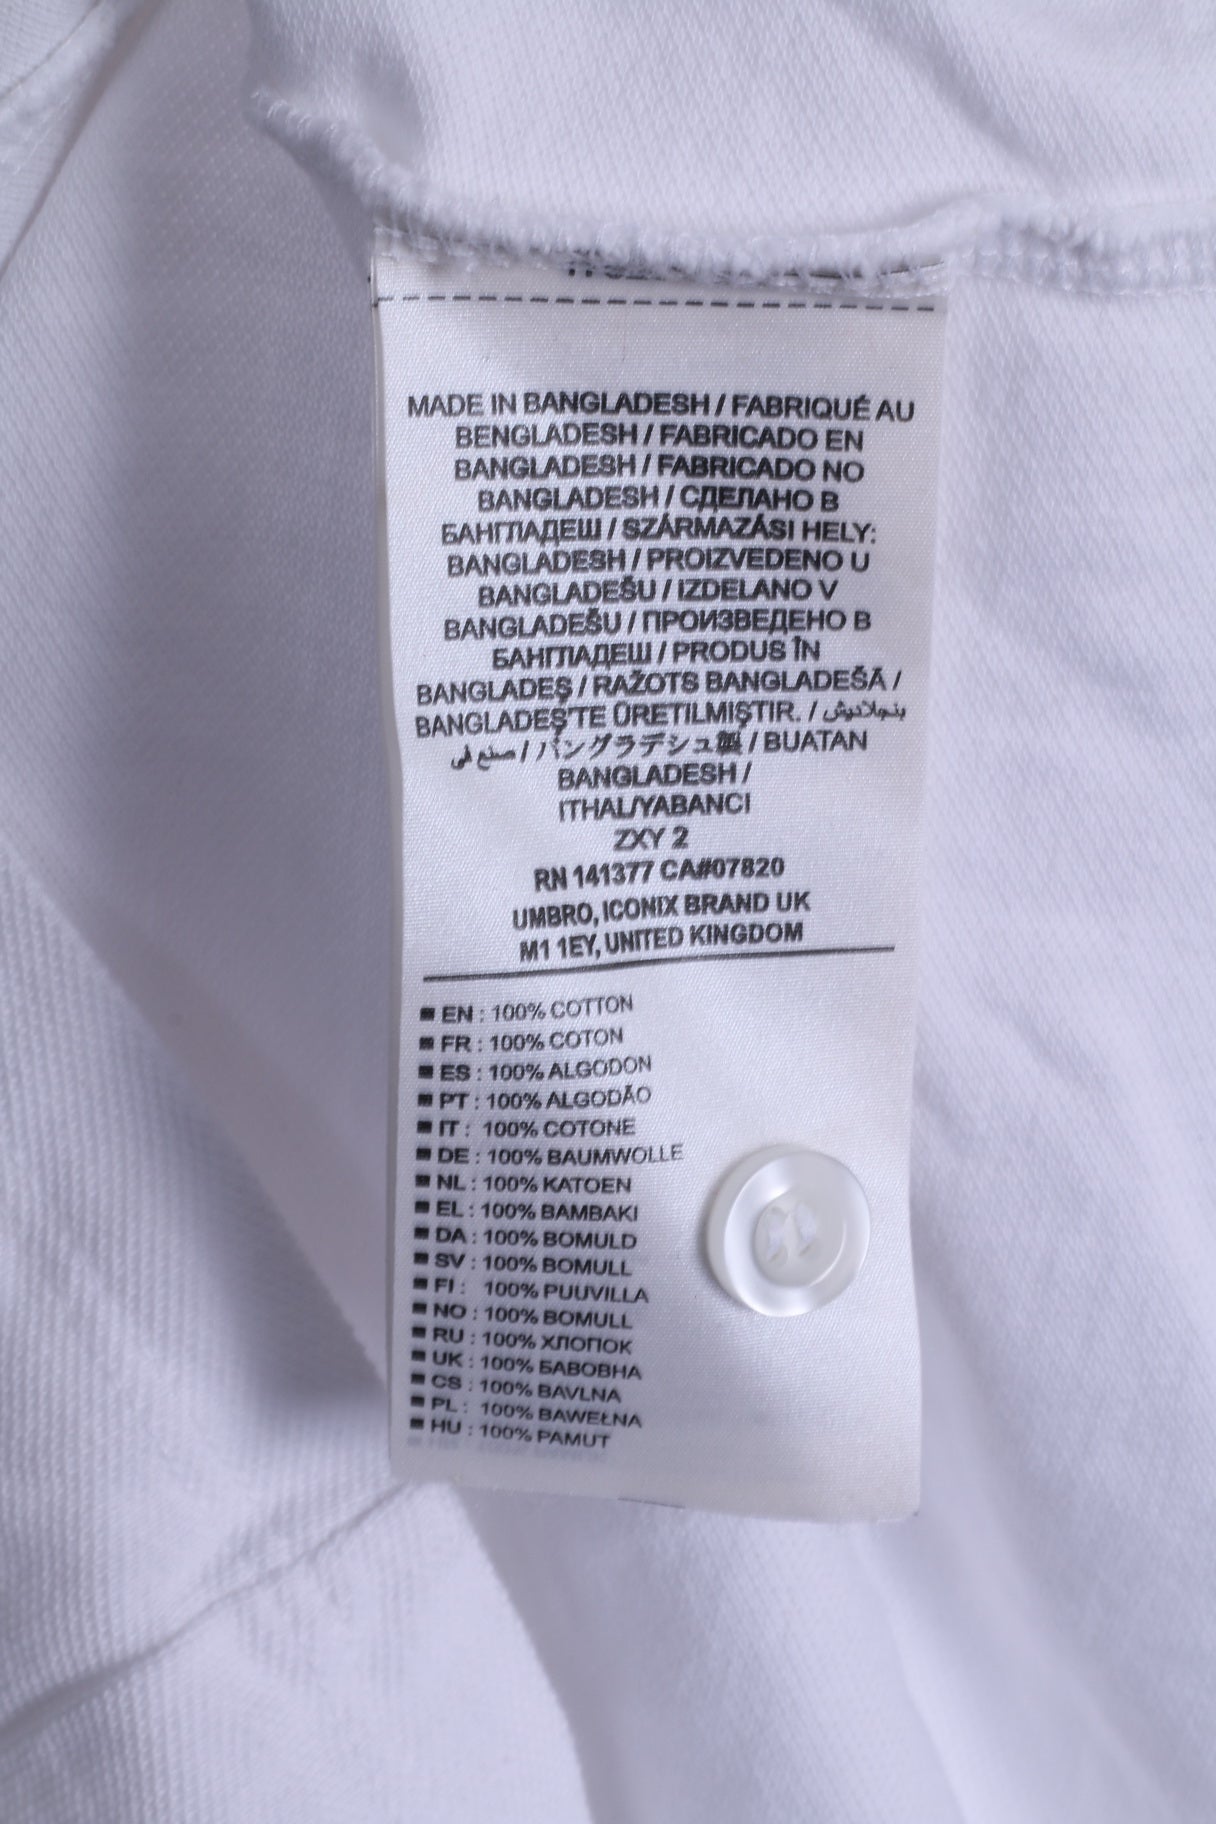 MADE IN BANGLADESH / FABRIQUÉ AU
BENGLADESH / FABRICADO EN
BANGLADESH / FABRICADO NO
BANGLADESH / СДЕЛАНО В
БАНГЛАДЕШ / SZÁRMAZÁSI HELY:
BANGLADESH / PROIZVEDENO U
BANGLADEŠU / IZDELANO V
BANGLADEŠU / ПРОИЗВЕДЕНО В
БАНГЛАДЕШ / PRODUS ÎN
BANGLADEŞ / RAŽOTS BANGLADEŠĀ /
BANGLADEŞ'TE ÜRETILMIŞTIR. / بنجلاديش
صنع في / バングラデシュ製 / BUATAN
BANGLADESH /
ITHAL/YABANCI
ZXY 2
RN 141377 CA#07820
UMBRO, ICONIX BRAND UK
M1 1EY, UNITED KINGDOM
EN : 100% COTTON
FR : 100% COTON
ES : 100% ALGODON
PT : 100% ALGODÃO
IT : 100% COTONE
DE : 100% BAUMWOLLE
NL : 100% KATOEN
EL : 100% BAMBAKI
DA : 100% BOMULD
SV : 100% BOMULL
FI : 100% PUUVILLA
NO : 100% BOMULL
RU : 100% ХЛОПОК
UK : 100% БАВОВНА
CS : 100% BAVLNA
PL : 100% BAWEŁNA
HU : 100% PAMUT